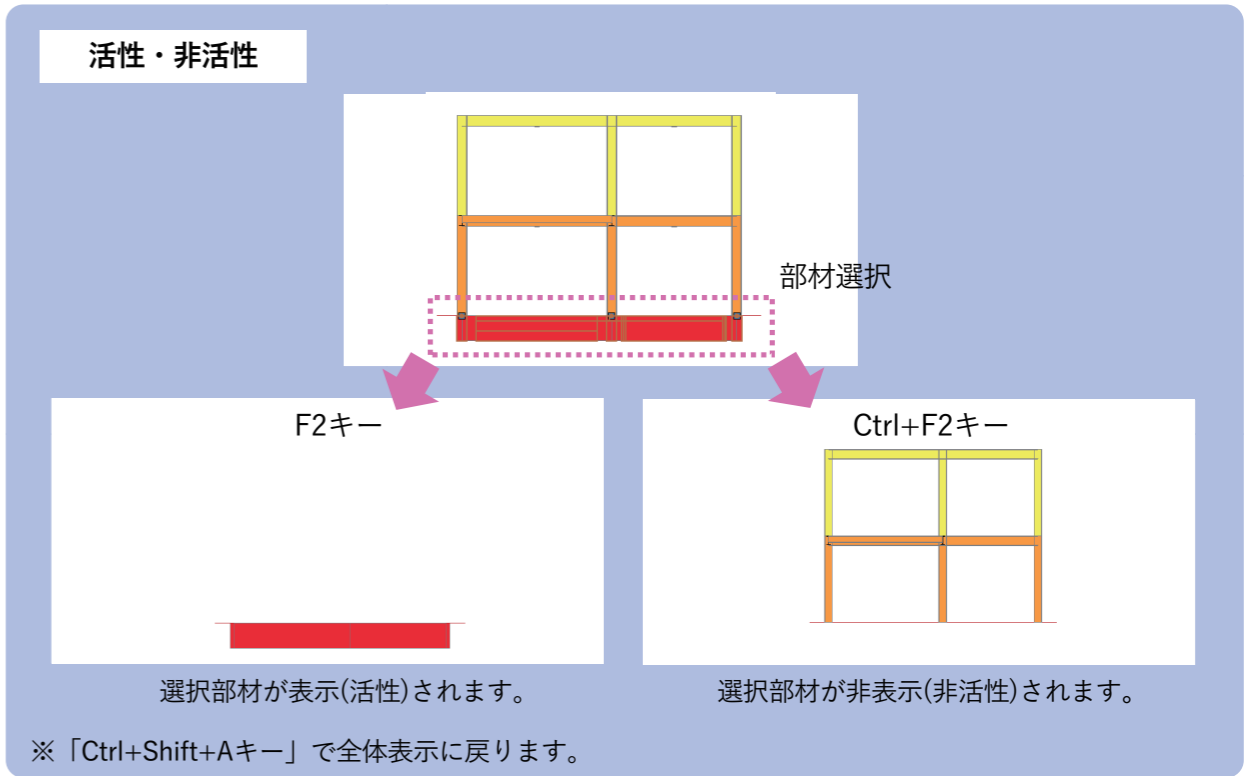 活性・非活性
部材選択
F2キー
Ctrl+F2キー
選択部材が表示(活性)されます。
選択部材が非表示(非活性)されます。
※「Ctrl+Shift+Aキー」で全体表示に戻ります。